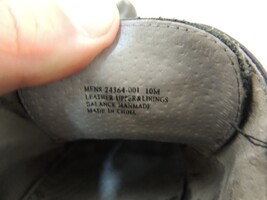 MENS 24364-001 10M
LEATHER UPPER & LININGS
BALANCE MANMADE
MADE IN CHINA